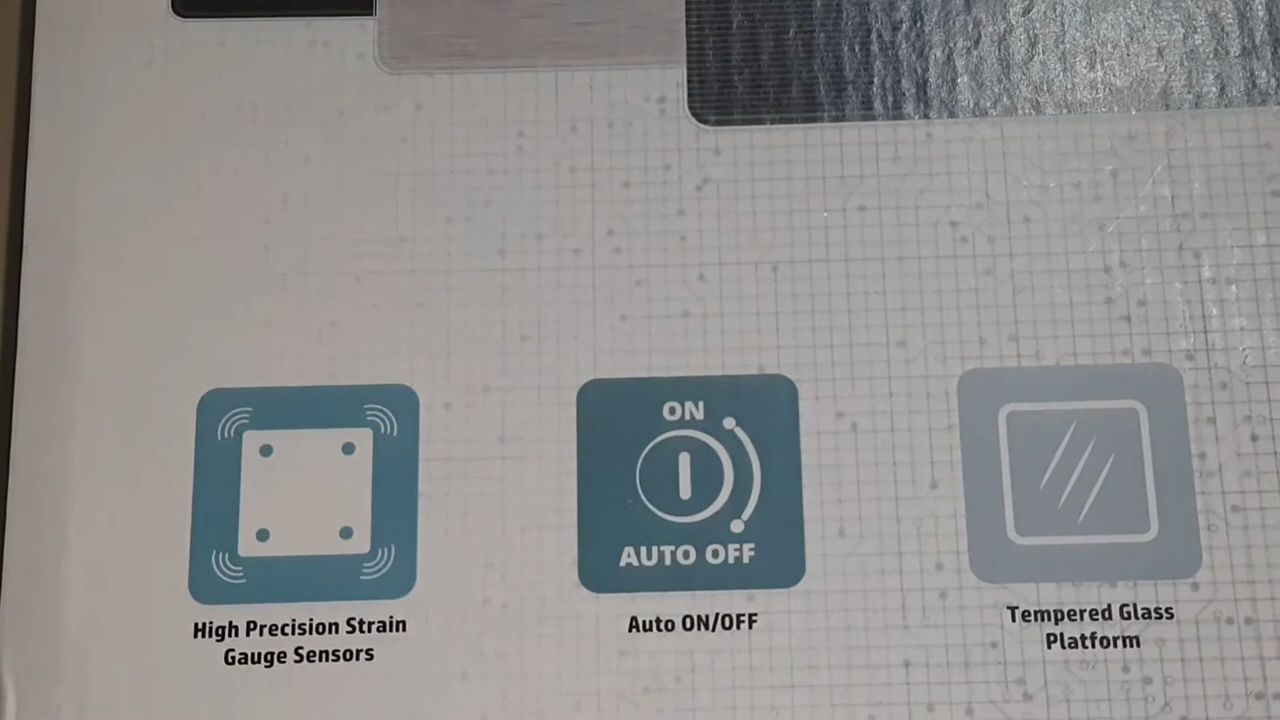 ON
AUTO OFF
High Precision Strain
Gauge Sensors
Auto ON/OFF
Tempered Glass
Platform